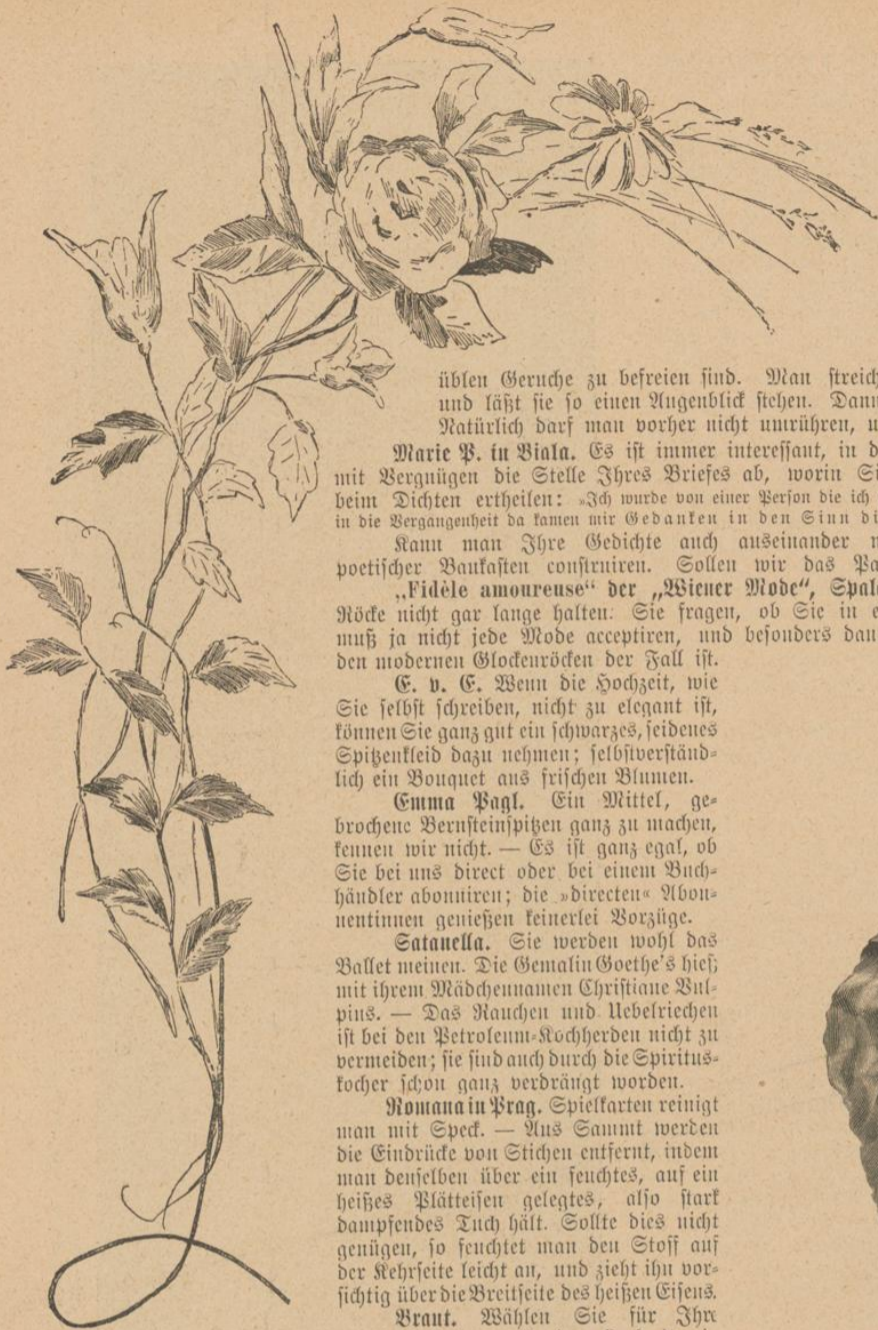 üblen Geruche zu befreien sind. Man streich
und läßt sie so einen Augenblick stehen. Dann
Natürlich darf man vorher nicht umrühren, u
Marie P. in Biala. Es ist immer interessant, in d
mit Vergnügen die Stelle Ihres Briefes ab, worin Si
beim Dichten ertheilen: »Ich wurde von einer Person die ich
in die Vergangenheit da kamen mir Gedanken in den Sinn di
Kann man Ihre Gedichte auch auseinander n
poetischer Baukasten construiren. Sollen wir das Pa
„Fidèle amoureuse“ der „Wiener Mode“, Spal
Röcke nicht gar lange halten. Sie fragen, ob Sie in e
muß ja nicht jede Mode acceptiren, und besonders dann
den modernen Glockenröcken der Fall ist.
E. v. E. Wenn die Hochzeit, wie
Sie selbst schreiben, nicht zu elegant ist,
können Sie ganz gut ein schwarzes, seidenes
Spitzenkleid dazu nehmen; selbstverständ-
lich ein Bouquet aus frischen Blumen.
Emma Pagl. Ein Mittel, ge-
brochene Bernsteinspitzen ganz zu machen,
kennen wir nicht. — Es ist ganz egal, ob
Sie bei uns direct oder bei einem Buch-
händler abonniren; die »directen« Abon-
nentinnen genießen keinerlei Vorzüge.
Satanella. Sie werden wohl das
Ballet meinen. Die Gemalin Goethe's hieß
mit ihrem Mädchennamen Christiane Vul-
pius. — Das Rauchen und Uebelriechen
ist bei den Petroleum-Kochherden nicht zu
vermeiden; sie sind auch durch die Spiritus-
kocher schon ganz verdrängt worden.
Romana in Prag. Spielkarten reinigt
man mit Speck. — Aus Sammt werden
die Eindrücke von Stichen entfernt, indem
man denselben über ein feuchtes, auf ein
heißes Plätteisen gelegtes, also stark
dampfendes Tuch hält. Sollte dies nicht
genügen, so feuchtet man den Stoff auf
der Kehrseite leicht an, und zieht ihn vor-
sichtig über die Breitseite des heißen Eisens.
Braut. Wählen Sie für Ihre